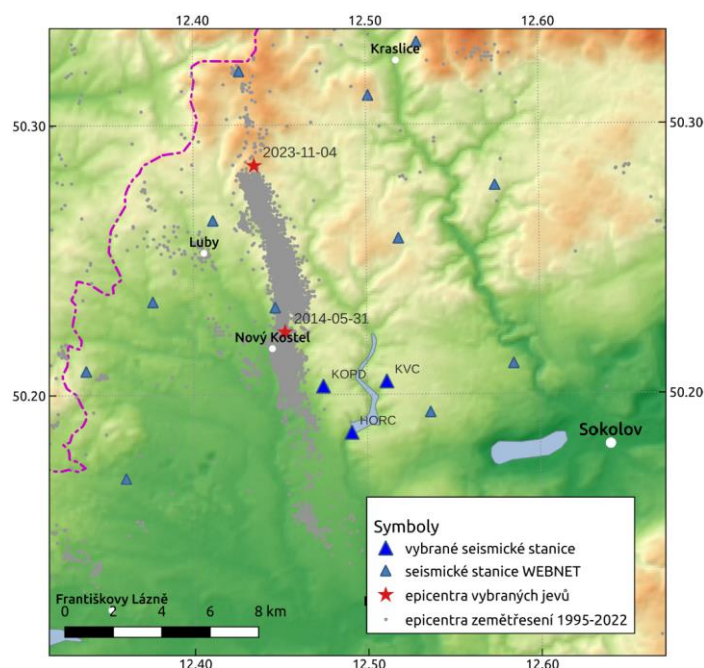 12.40 12.50 12.60
Kraslice
50.30 50.30
2023-11-04
Luby
2014-05-31
Nový Kostel
KOPD KVC
50.20 50.20
HORC
Sokolov
Symboly
vybrané seismické stanice
seismické stanice WEBNET
epicentra vybraných jevů
epicentra zemětřesení 1995-2022
Františkovy Lázně
0 2 4 6 8 km
12.40 12.50 12.60